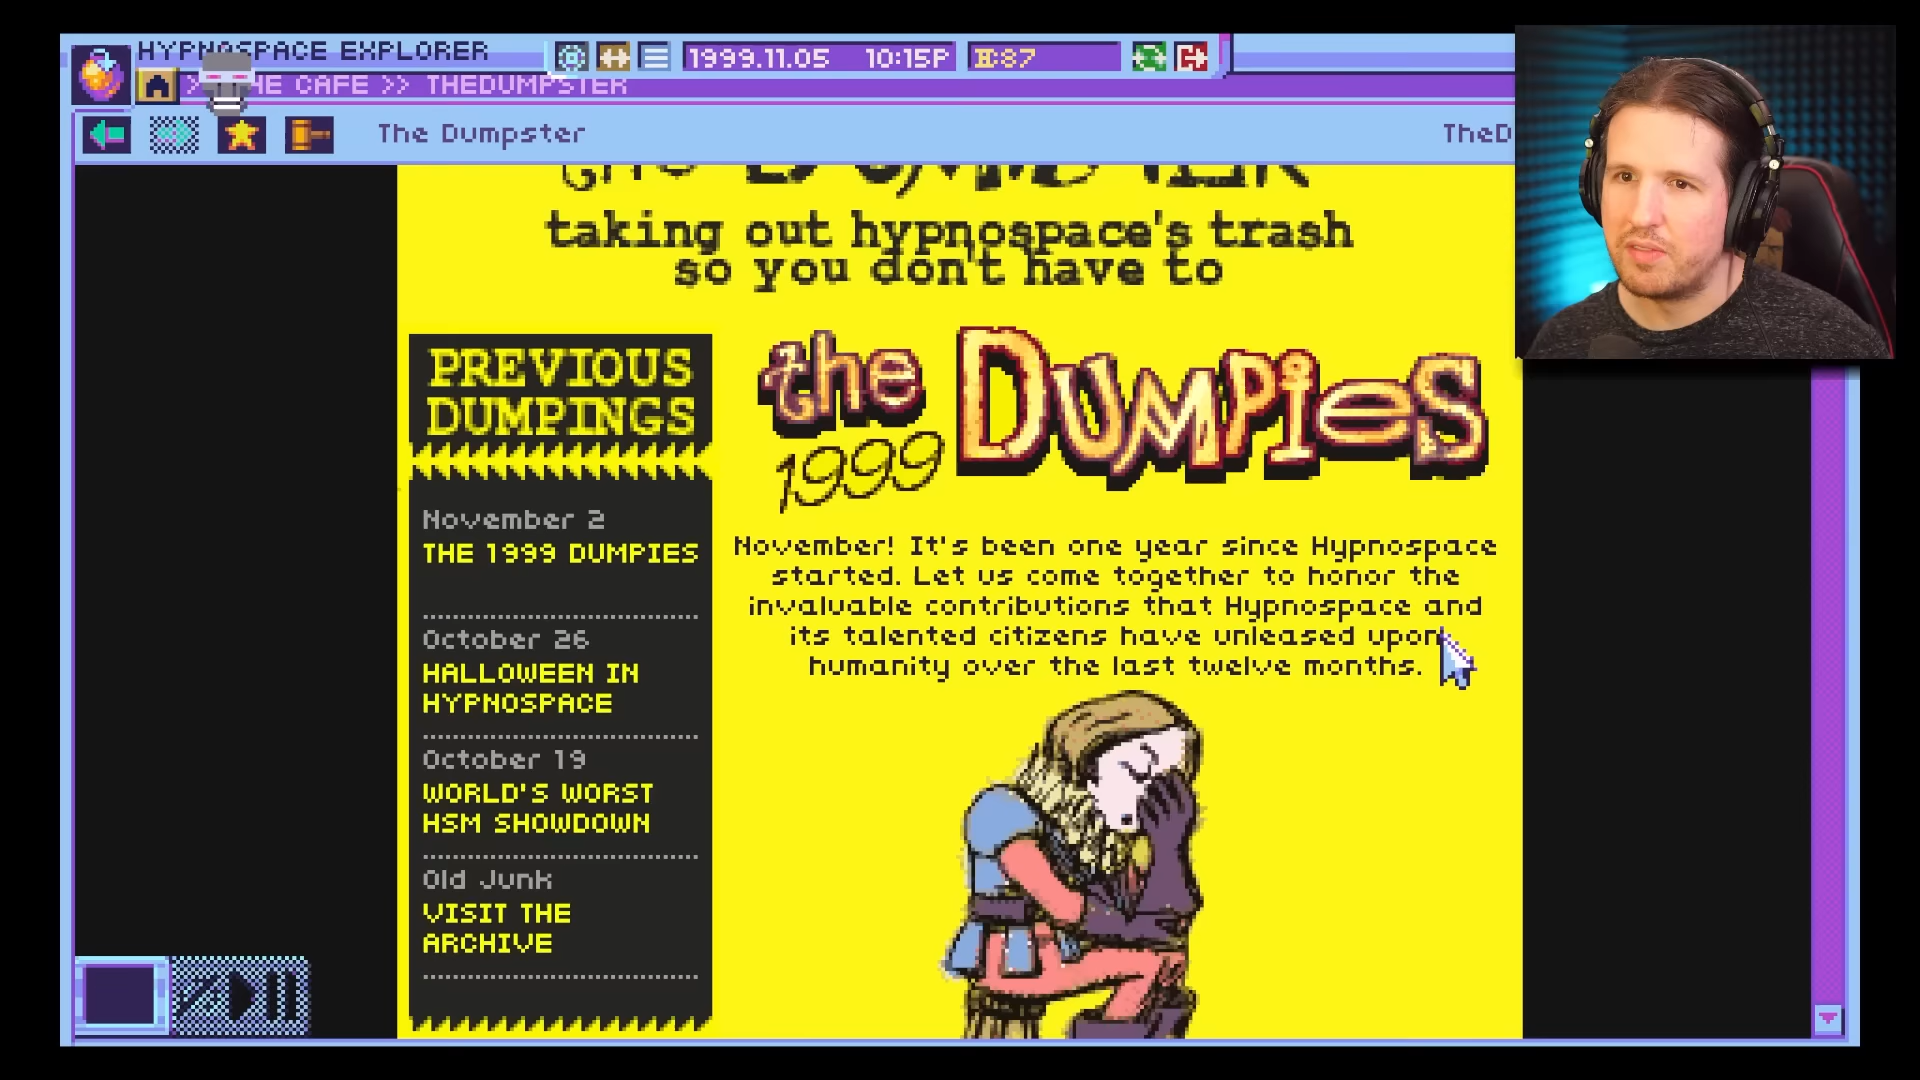 HYPNOSPACE EXPLORER
1999.11.05 10:15P
87
CAFE >> THEDUMPSTER
The Dumpster
TheD
the DUMPSTER
taking out hypnospace's trash
so you don't have to
PREVIOUS
DUMPINGS
November 2
THE 1999 DUMPIES
October 26
HALLOWEEN IN
HYPNOSPACE
October 19
WORLD'S WORST
HSM SHOWDOWN
Old Junk
VISIT THE
ARCHIVE
the DUMPIES
1999
November! It's been one year since Hypnospace
started. Let us come together to honor the
invaluable contributions that Hypnospace and
its talented citizens have unleased upon
humanity over the last twelve months.